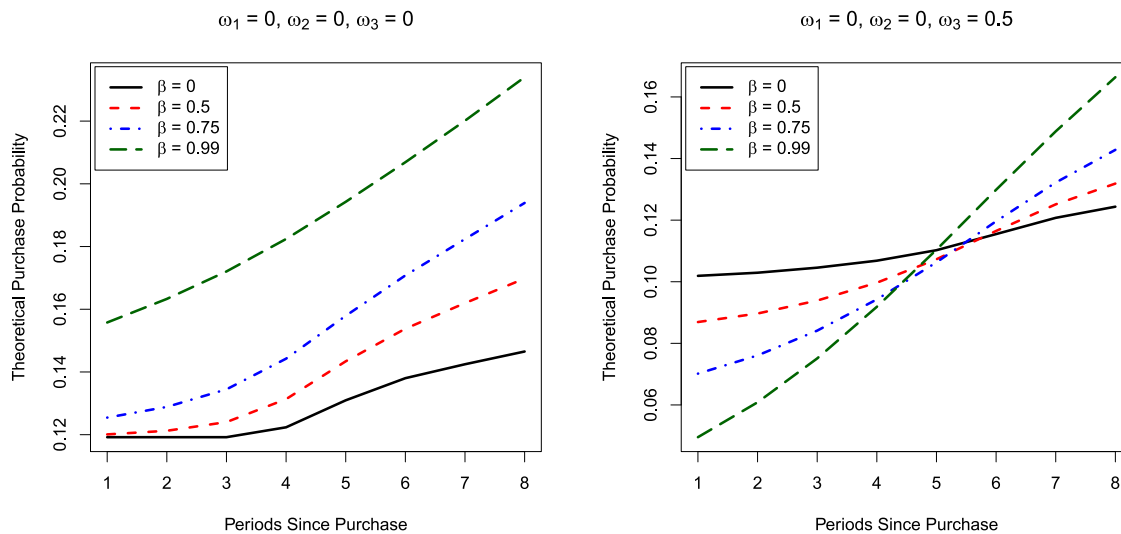 ω1 = 0, ω2 = 0, ω3 = 0
β = 0
β = 0.5
β = 0.75
β = 0.99
Theoretical Purchase Probability
0.22
0.20
0.18
0.16
0.14
0.12
1 2 3 4 5 6 7 8
Periods Since Purchase
ω1 = 0, ω2 = 0, ω3 = 0.5
β = 0
β = 0.5
β = 0.75
β = 0.99
Theoretical Purchase Probability
0.16
0.14
0.12
0.10
0.08
0.06
1 2 3 4 5 6 7 8
Periods Since Purchase